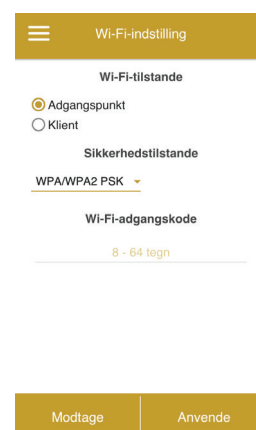 Wi-Fi-indstilling
Wi-Fi-tilstande
Adgangspunkt
Klient
Sikkerhedstilstande
WPA/WPA2 PSK
Wi-Fi-adgangskode
8 - 64 tegn
Modtage Anvende